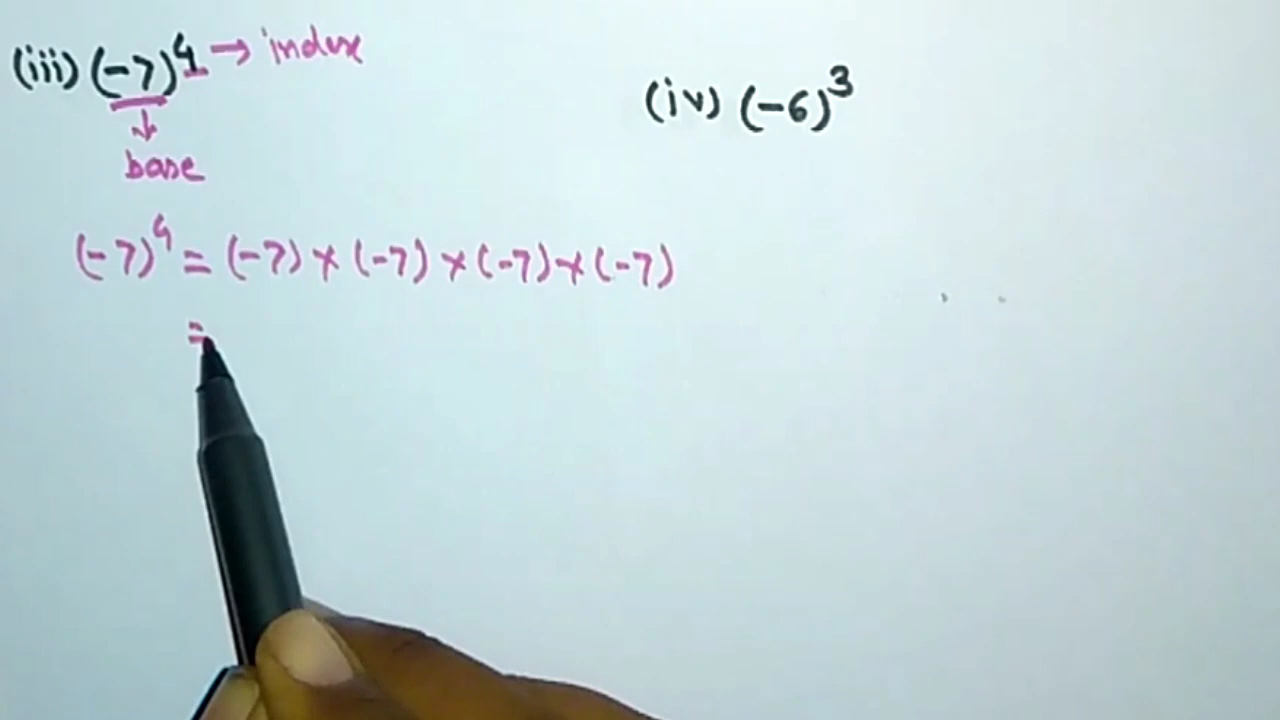 (iii) (-7)⁴ → index
↓
base
(-7)⁴ = (-7) × (-7) × (-7) × (-7)
=
(iv) (-6)³